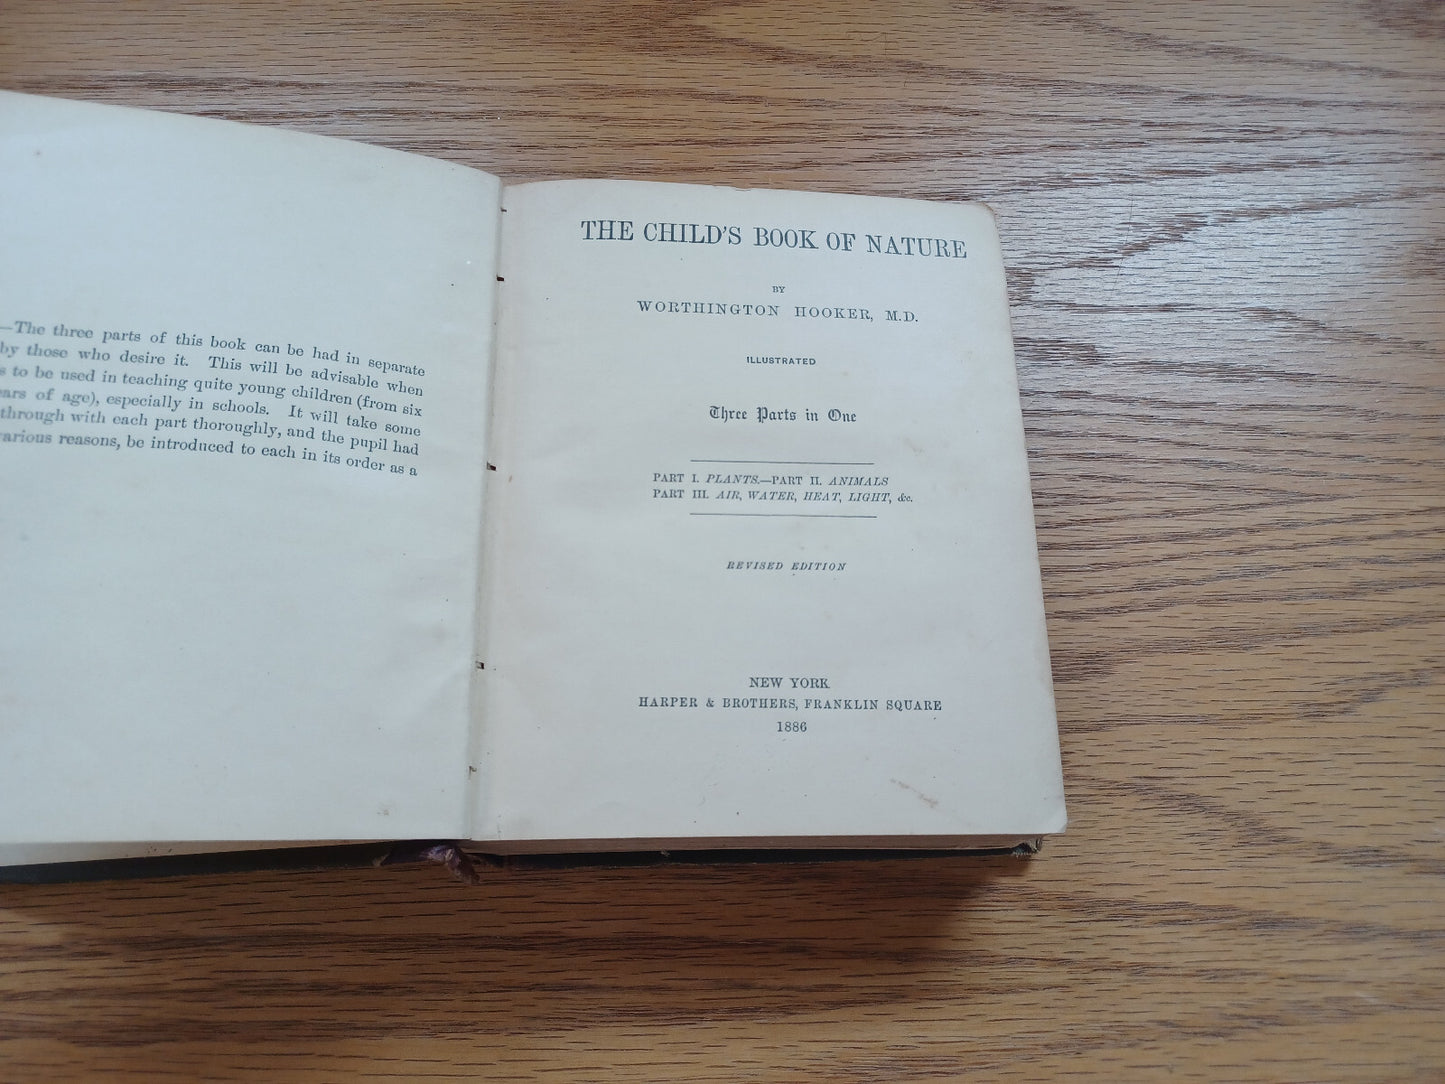 —The three parts of this book can be had in separate
by those who desire it. This will be advisable when
to be used in teaching quite young children (from six
of age), especially in schools. It will take some
through with each part thoroughly, and the pupil had
reasons, be introduced to each in its order as a
THE CHILD'S BOOK OF NATURE
BY
WORTHINGTON HOOKER, M.D.
ILLUSTRATED
Three Parts in One
PART I. PLANTS.—PART II. ANIMALS
PART III. AIR, WATER, HEAT, LIGHT, &c.
REVISED EDITION
NEW YORK
HARPER & BROTHERS, FRANKLIN SQUARE
1886